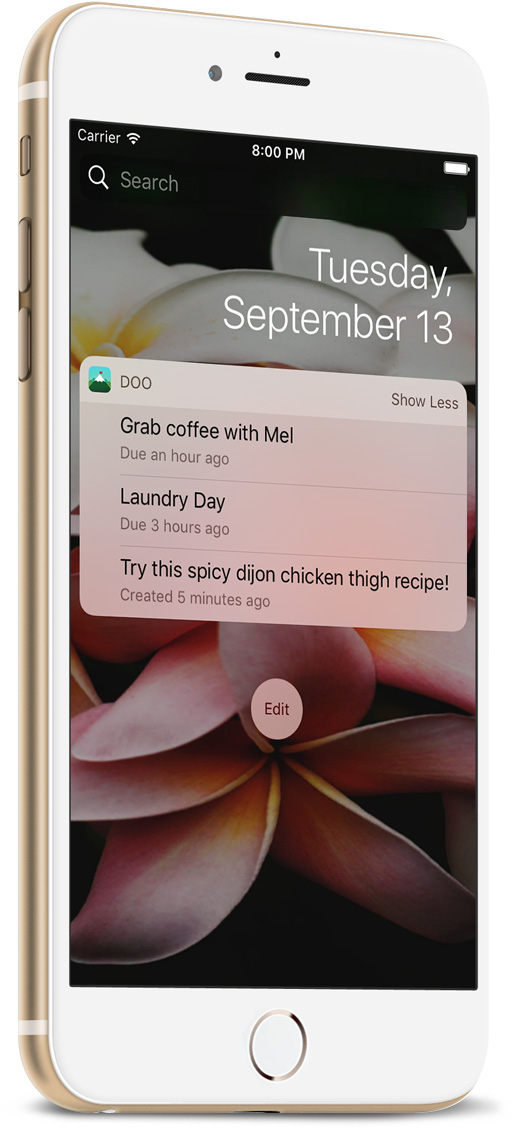 Carrier
8:00 PM
Search
Tuesday,
September 13
DOO
Show Less
Grab coffee with Mel
Due an hour ago
Laundry Day
Due 3 hours ago
Try this spicy dijon chicken thigh recipe!
Created 5 minutes ago
Edit